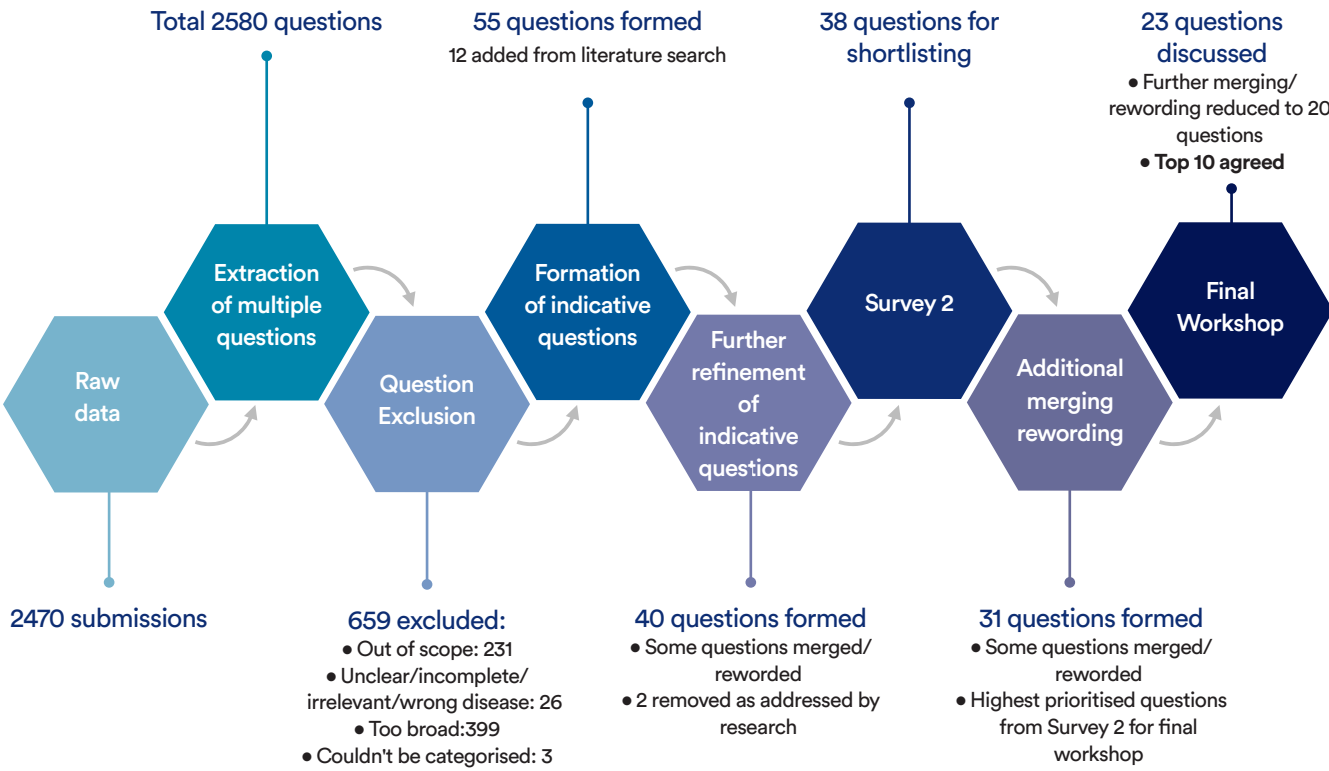 Total 2580 questions
55 questions formed
12 added from literature search
38 questions for
shortlisting
23 questions
discussed
● Further merging/
rewording reduced to 20
questions
● Top 10 agreed
Raw
data
Extraction
of multiple
questions
Question
Exclusion
Formation
of indicative
questions
Further
refinement
of
indicative
questions
Survey 2
Additional
merging
rewording
Final
Workshop
2470 submissions
659 excluded:
● Out of scope: 231
● Unclear/incomplete/
irrelevant/wrong disease: 26
● Too broad:399
● Couldn't be categorised: 3
40 questions formed
● Some questions merged/
reworded
● 2 removed as addressed by
research
31 questions formed
● Some questions merged/
reworded
● Highest prioritised questions
from Survey 2 for final
workshop